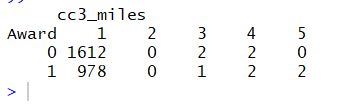 cc3_miles
Award 1 2 3 4 5
0 1612 0 2 2 0
1 978 0 1 2 2
>